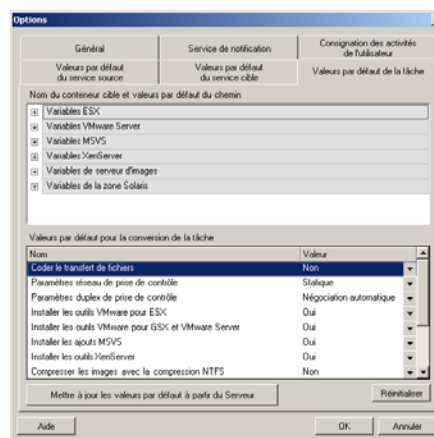 Options
Général
Service de notification
Consignation des activités
de l'utilisateur
Valeurs par défaut
du service source
Valeurs par défaut
du service cible
Valeurs par défaut de la tâche
Nom du conteneur cible et valeurs par défaut du chemin
Variables ESX
Variables VMware Server
Variables MSVS
Variables XenServer
Variables de serveur d'images
Variables de la zone Solaris
Valeurs par défaut pour la conversion de la tâche
Nom Valeur
Coder le transfert de fichiers Non
Paramètres réseau de prise de contrôle Statique
Paramètres duplex de prise de contrôle Négociation automatique
Installer les outils VMware pour ESX Oui
Installer les outils VMware pour GSX et VMware Server Oui
Installer les ajouts MSVS Oui
Installer les outils XenServer Oui
Compresser les images avec la compression NTFS Non
Mettre à jour les valeurs par défaut à partir du Serveur
Réinitialiser
Aide
OK
Annuler